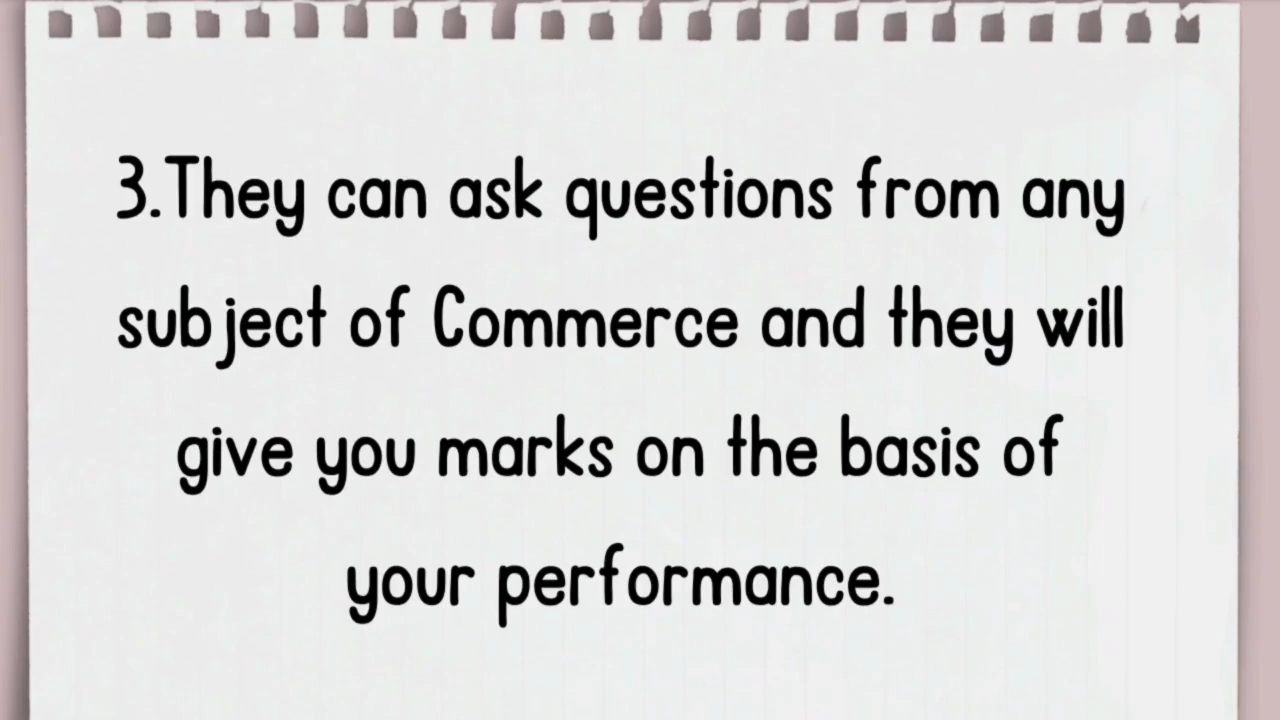 3.They can ask questions from any
subject of Commerce and they will
give you marks on the basis of
your performance.